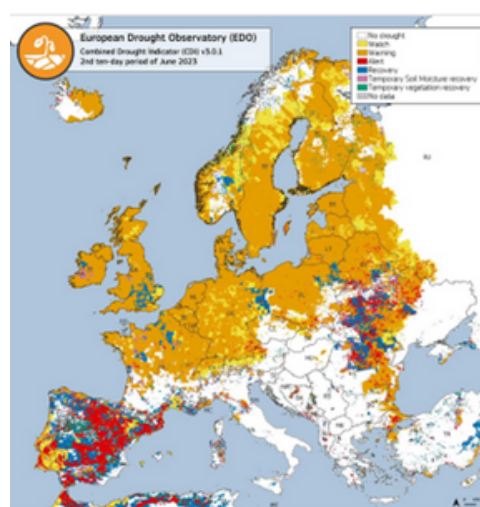 European Drought Observatory (EDO)
Combined Drought Indicator (CDI) v3.0.1
2nd ten-day period of June 2023
No drought
Watch
Warning
Alert
Recovery
Temporary Soil Moisture recovery
Temporary vegetation recovery
No data
RU